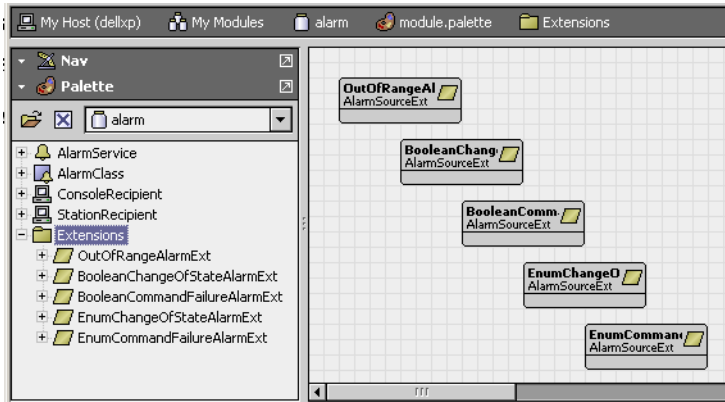 My Host (dellxp) My Modules alarm module.palette Extensions
Nav
Palette
alarm
AlarmService
AlarmClass
ConsoleRecipient
StationRecipient
Extensions
OutOfRangeAlarmExt
BooleanChangeOfStateAlarmExt
BooleanCommandFailureAlarmExt
EnumChangeOfStateAlarmExt
EnumCommandFailureAlarmExt
OutOfRangeAl
AlarmSourceExt
BooleanChang
AlarmSourceExt
BooleanComm
AlarmSourceExt
EnumChangeO
AlarmSourceExt
EnumComman
AlarmSourceExt